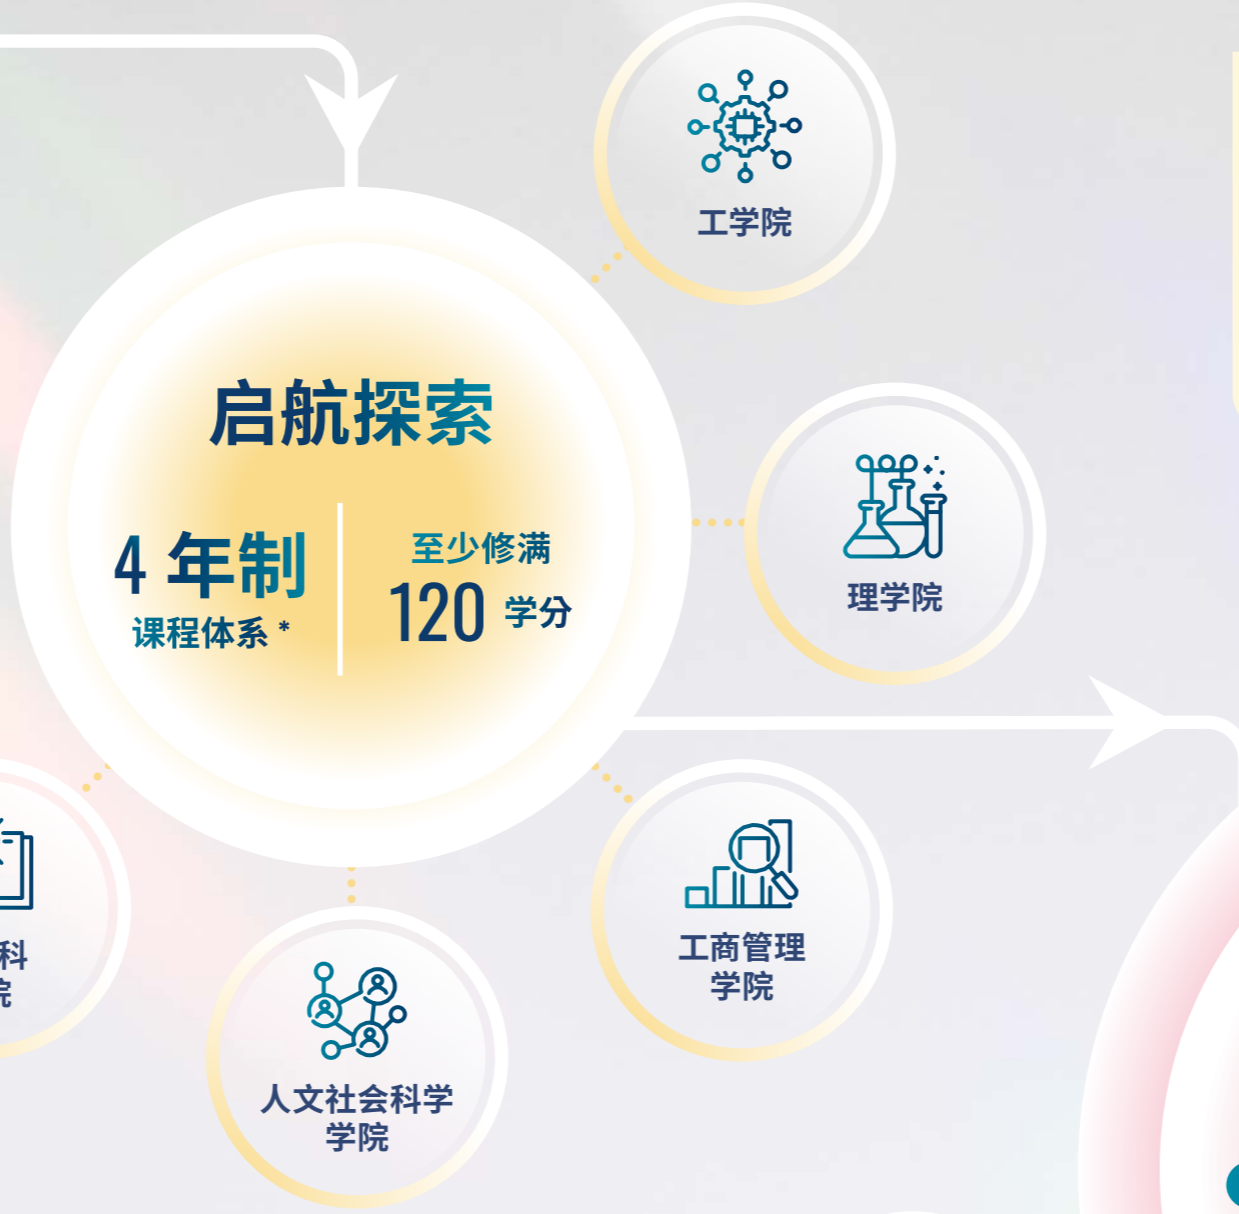 工学院
启航探索
4 年制
课程体系 *
至少修满
120 学分
理学院
工商管理
学院
科
人文社会科学
学院